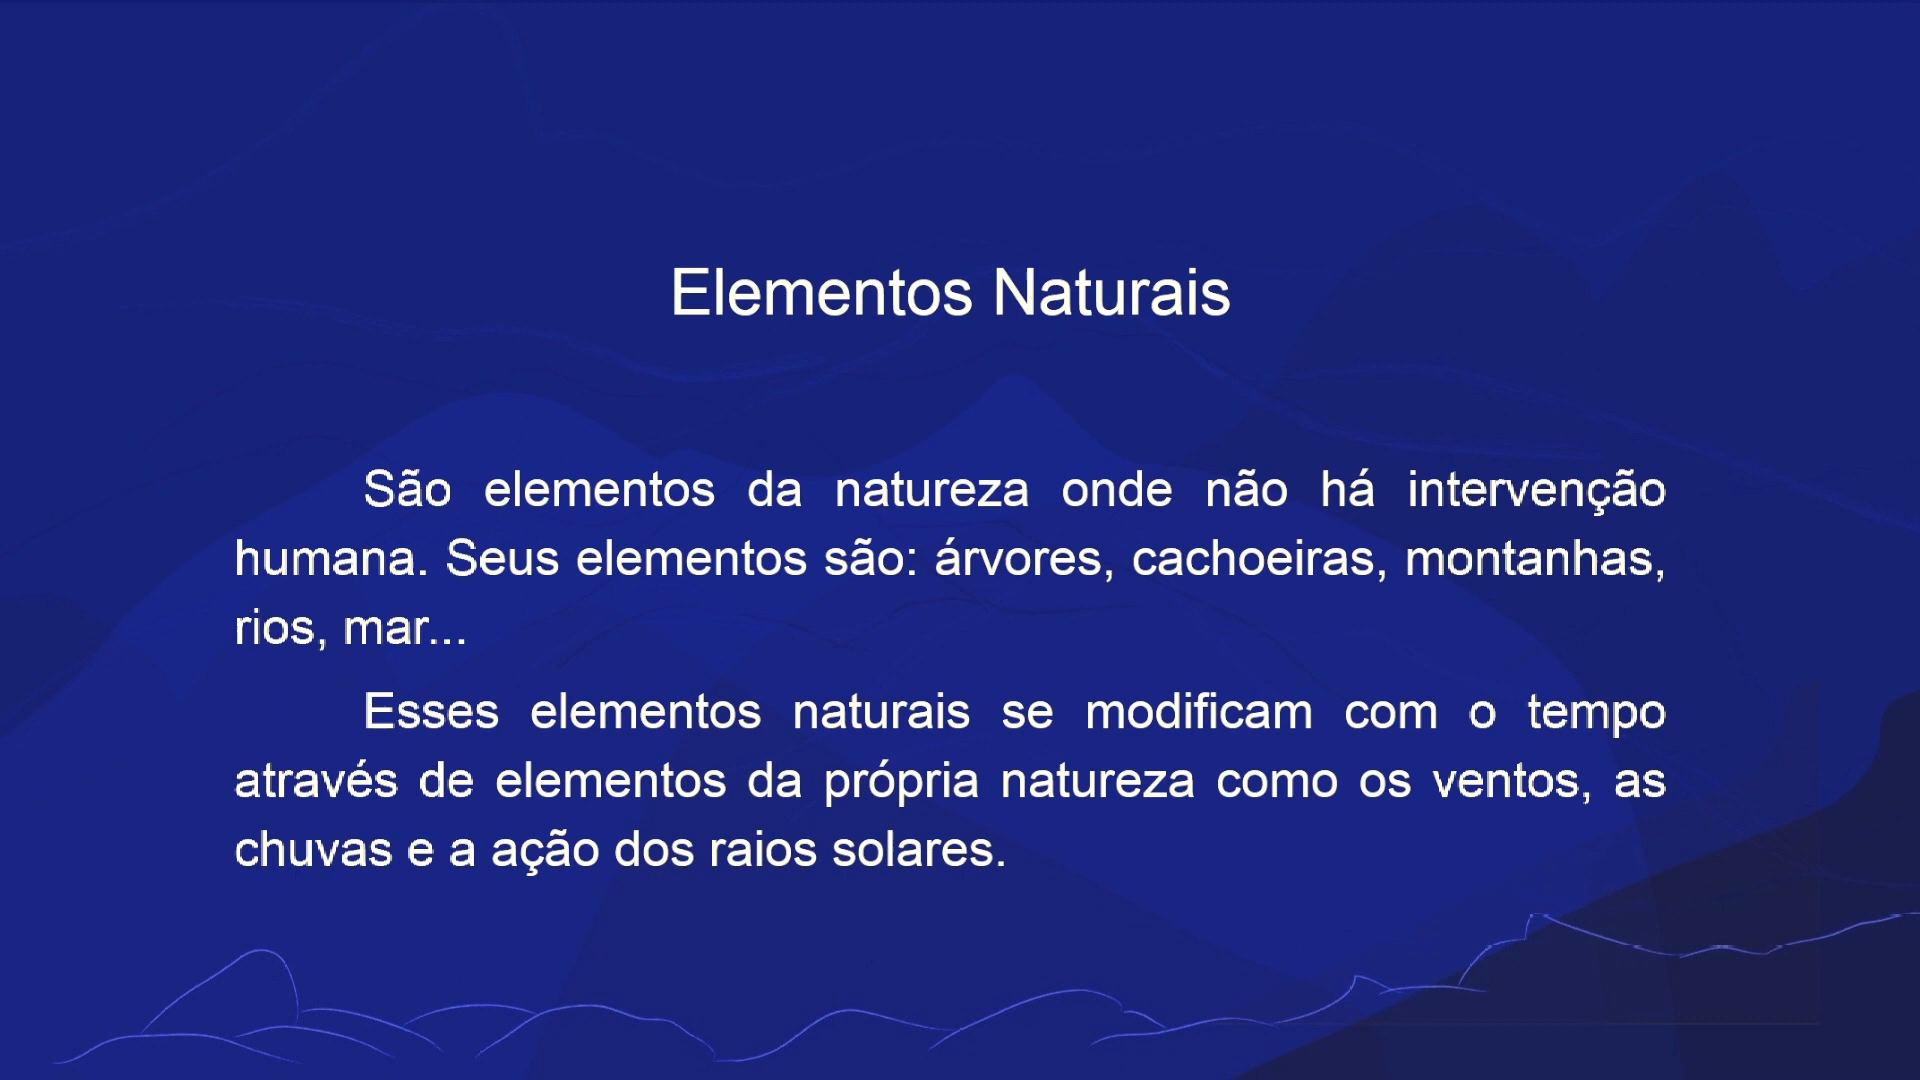 Elementos Naturais
São elementos da natureza onde não há intervenção
humana. Seus elementos são: árvores, cachoeiras, montanhas,
rios, mar...
Esses elementos naturais se modificam com o tempo
através de elementos da própria natureza como os ventos, as
chuvas e a ação dos raios solares.